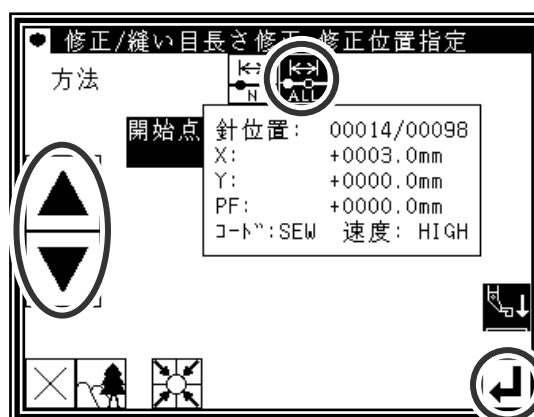 修正/縫い目長さ修正 修正位置指定
方法
N
ALL
開始点
針位置: 00014/00098
X: +0003.0mm
Y: +0000.0mm
PF: +0000.0mm
コード:SEW 速度: HIGH